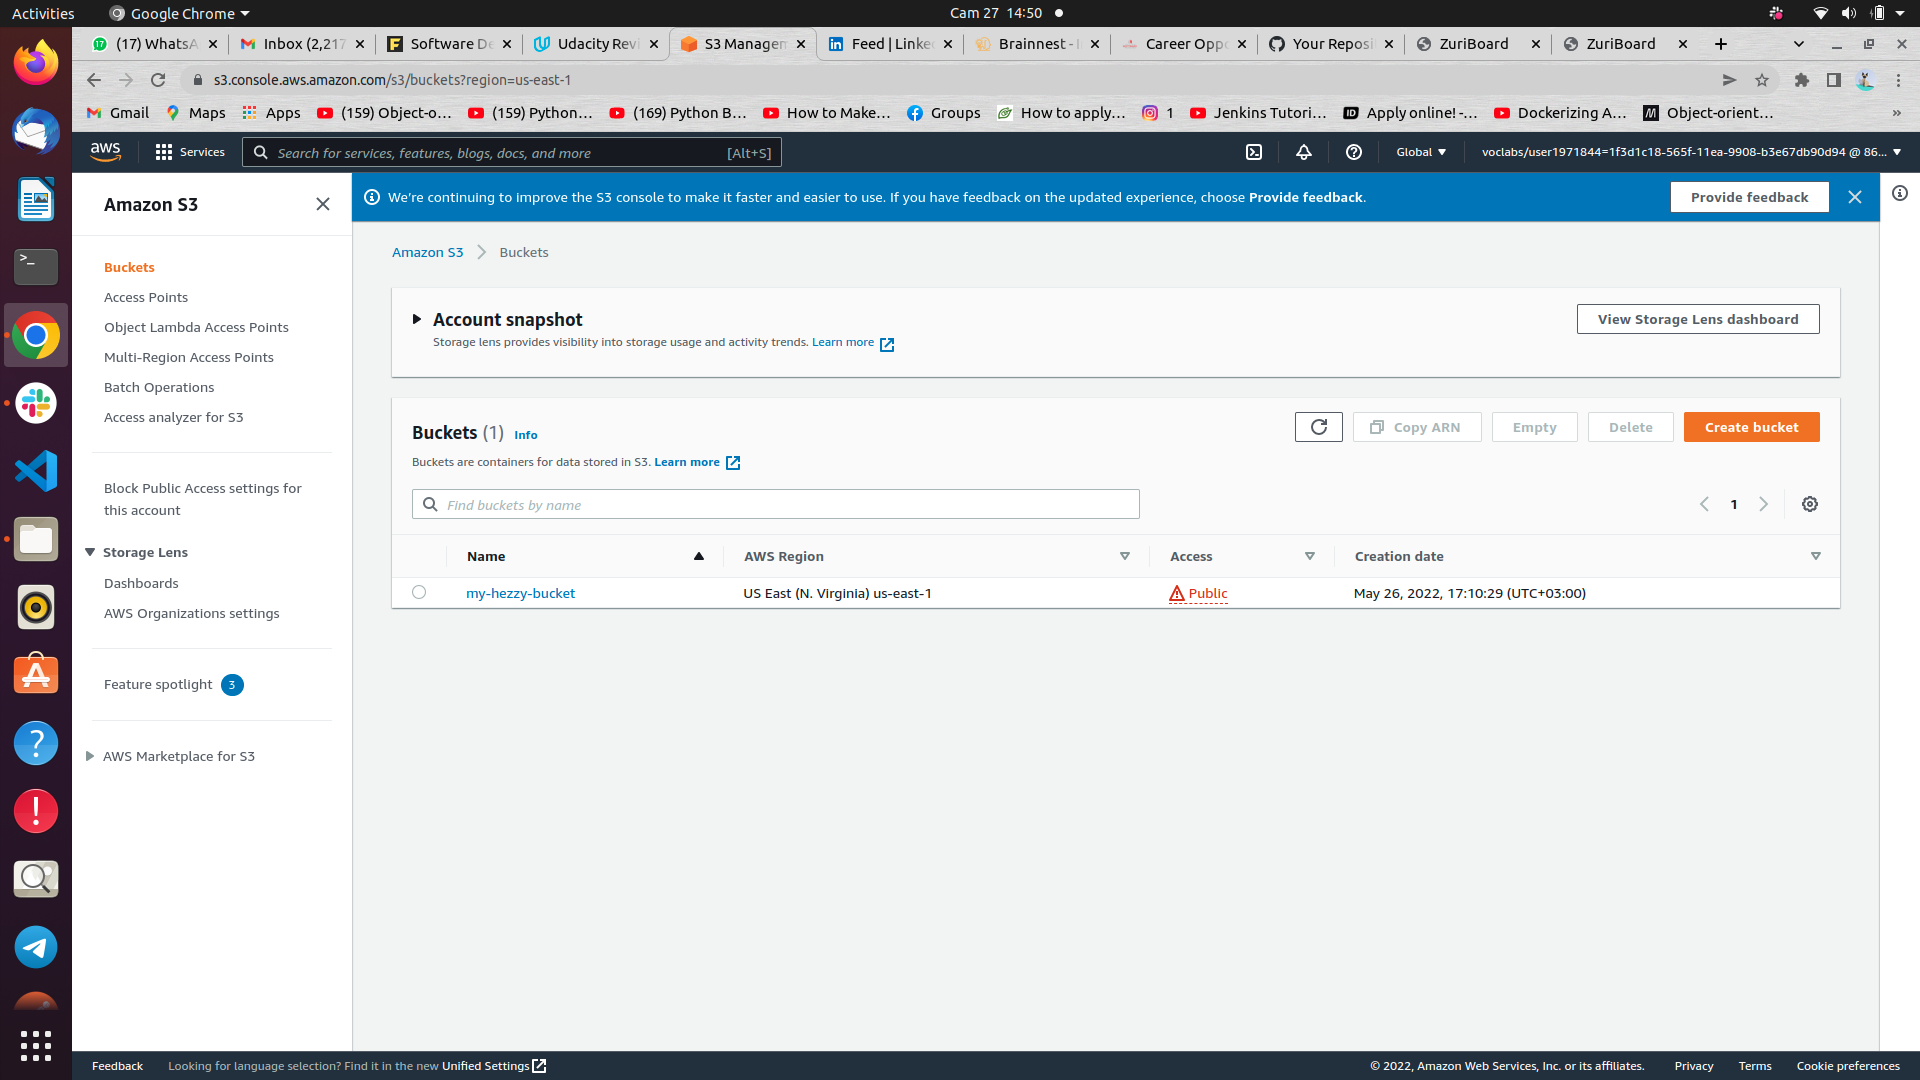 Activities Google Chrome Cam 27 14:50
(17) WhatsA Inbox (2,217 Software De Udacity Revi S3 Managem Feed | Linke Brainnest - I Career Oppo Your Reposi ZuriBoard ZuriBoard
s3.console.aws.amazon.com/s3/buckets?region=us-east-1
Gmail Maps Apps (159) Object-o... (159) Python... (169) Python B... How to Make... Groups How to apply... 1 Jenkins Tutori... Apply online! -... Dockerizing A... Object-orient... »
aws Services Search for services, features, blogs, docs, and more [Alt+S] Global voclabs/user1971844=1f3d1c18-565f-11ea-9908-b3e67db90d94 @ 86...
Amazon S3
We're continuing to improve the S3 console to make it faster and easier to use. If you have feedback on the updated experience, choose Provide feedback. Provide feedback
Buckets
Access Points
Object Lambda Access Points
Multi-Region Access Points
Batch Operations
Access analyzer for S3
Block Public Access settings for
this account
Storage Lens
Dashboards
AWS Organizations settings
Feature spotlight 3
AWS Marketplace for S3
Amazon S3 Buckets
Account snapshot View Storage Lens dashboard
Storage lens provides visibility into storage usage and activity trends. Learn more
Buckets (1) Info Copy ARN Empty Delete Create bucket
Buckets are containers for data stored in S3. Learn more
Find buckets by name 1
Name AWS Region Access Creation date
my-hezzy-bucket US East (N. Virginia) us-east-1 Public May 26, 2022, 17:10:29 (UTC+03:00)
Feedback Looking for language selection? Find it in the new Unified Settings © 2022, Amazon Web Services, Inc. or its affiliates. Privacy Terms Cookie preferences